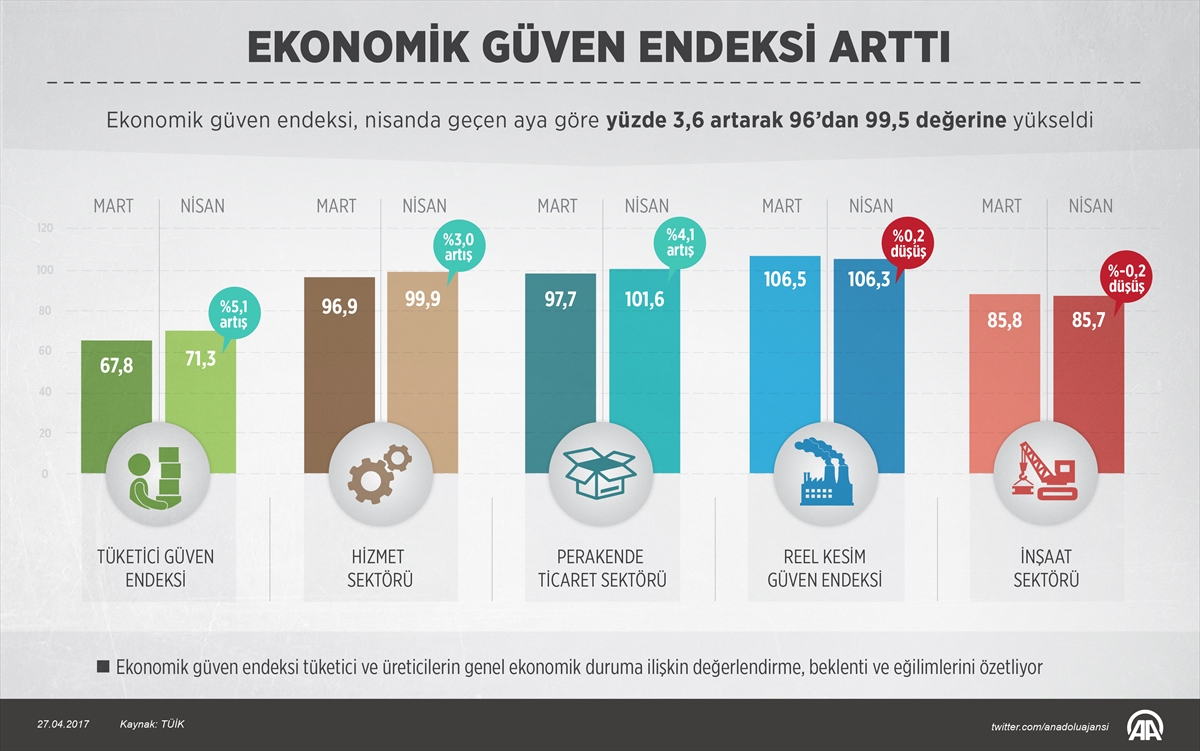 EKONOMİK GÜVEN ENDEKSİ ARTTI
Ekonomik güven endeksi, nisanda geçen aya göre yüzde 3,6 artarak 96’dan 99,5 değerine yükseldi
MART NİSAN MART NİSAN MART NİSAN MART NİSAN MART NİSAN
120
100
80
60
40
20
0
67,8
71,3
%5,1
artış
96,9
99,9
%3,0
artış
97,7
101,6
%4,1
artış
106,5
106,3
%0,2
düşüş
85,8
85,7
%-0,2
düşüş
TÜKETİCİ GÜVEN
ENDEKSİ
HİZMET
SEKTÖRÜ
PERAKENDE
TİCARET SEKTÖRÜ
REEL KESİM
GÜVEN ENDEKSİ
İNŞAAT
SEKTÖRÜ
■ Ekonomik güven endeksi tüketici ve üreticilerin genel ekonomik duruma ilişkin değerlendirme, beklenti ve eğilimlerini özetliyor
27.04.2017 Kaynak: TÜİK
twitter.com/anadoluajansi
AA